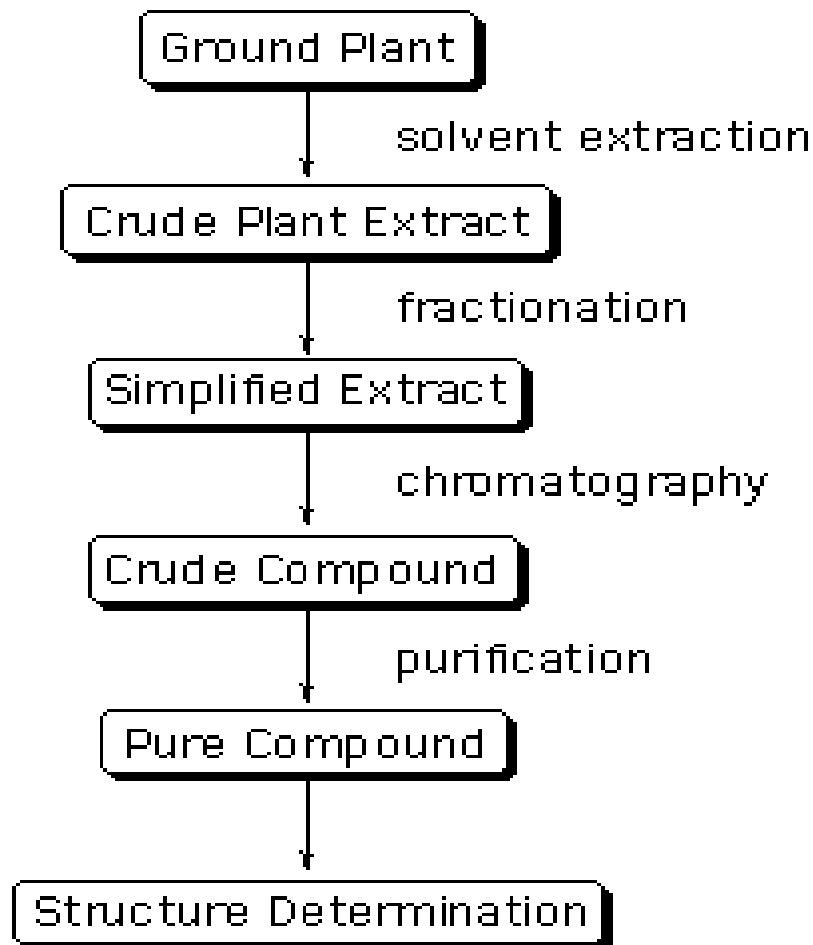 Ground Plant
solvent extraction
Crude Plant Extract
fractionation
Simplified Extract
chromatography
Crude Compound
purification
Pure Compound
Structure Determination